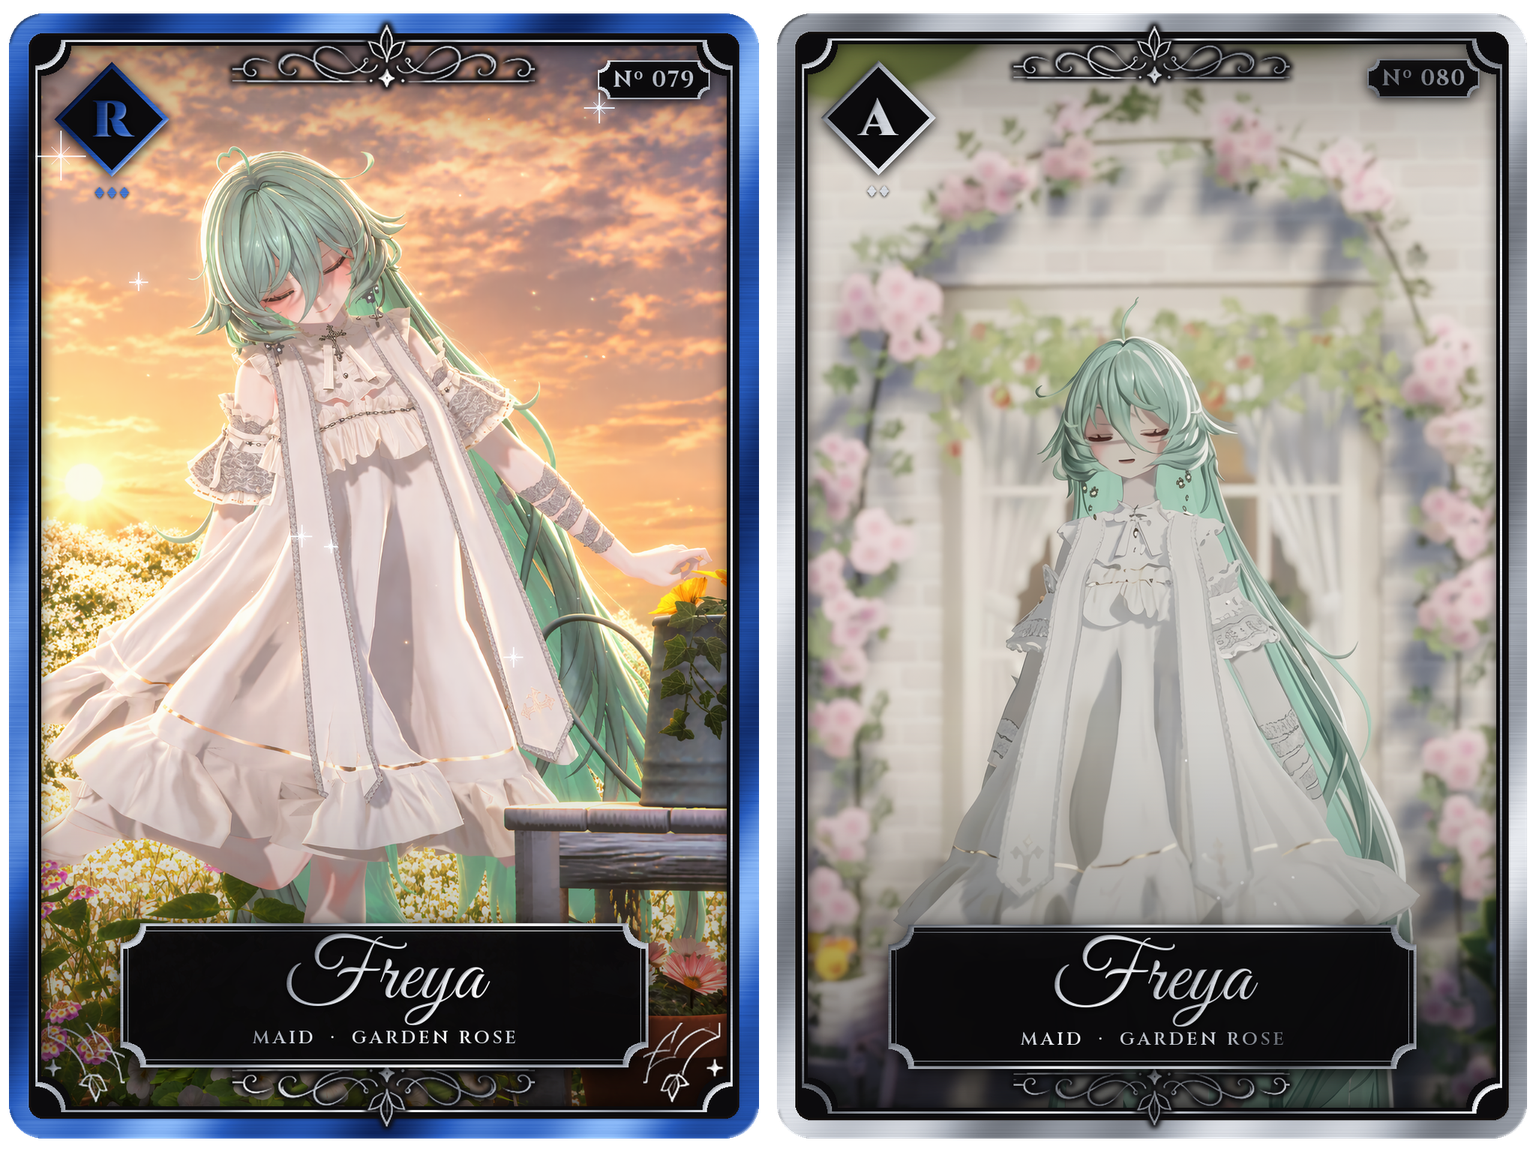 R
Nº 079
Freya
MAID · GARDEN ROSE
A
Nº 080
Freya
MAID · GARDEN ROSE